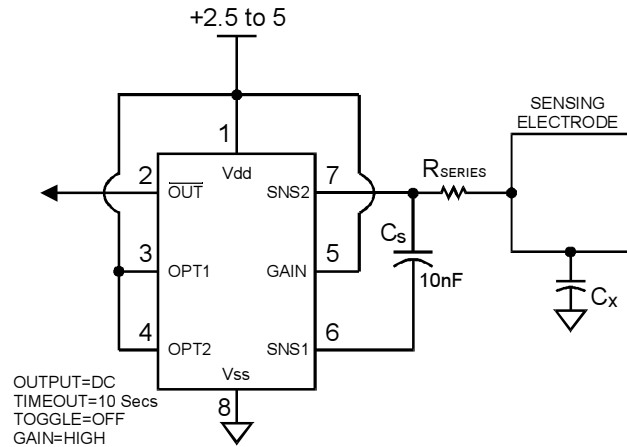 +2.5 to 5
SENSING
ELECTRODE
1
Vdd
2
OUT
7
SNS2
RSERIES
3
OPT1
5
GAIN
Cs
10nF
4
OPT2
6
SNS1
Cx
Vss
8
OUTPUT=DC
TIMEOUT=10 Secs
TOGGLE=OFF
GAIN=HIGH